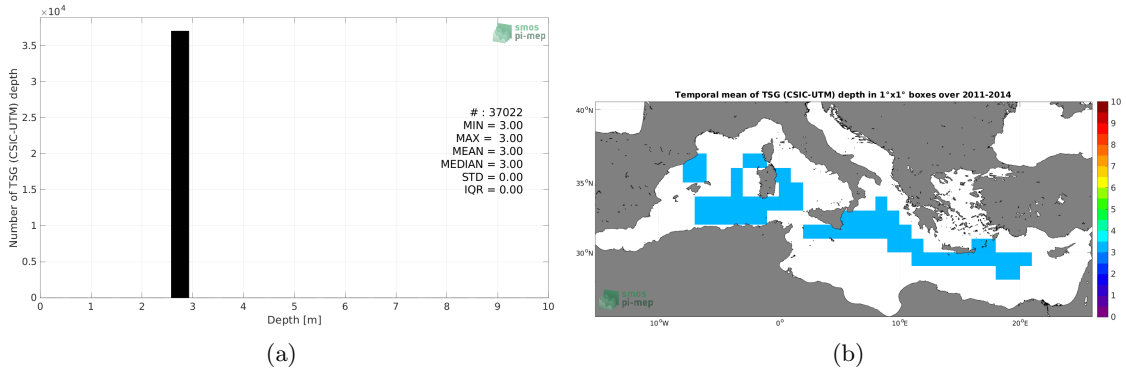 ×10⁴
smos
pi-mep
3.5
3
2.5
2
1.5
1
0.5
0
Number of TSG (CSIC-UTM) depth
# : 37022
MIN = 3.00
MAX = 3.00
MEAN = 3.00
MEDIAN = 3.00
STD = 0.00
IQR = 0.00
0 1 2 3 4 5 6 7 8 9 10
Depth [m]
(a)
Temporal mean of TSG (CSIC-UTM) depth in 1°x1° boxes over 2011-2014
40°N
35°N
30°N
10°W 0° 10°E 20°E
smos
pi-mep
10
9
8
7
6
5
4
3
2
1
0
(b)